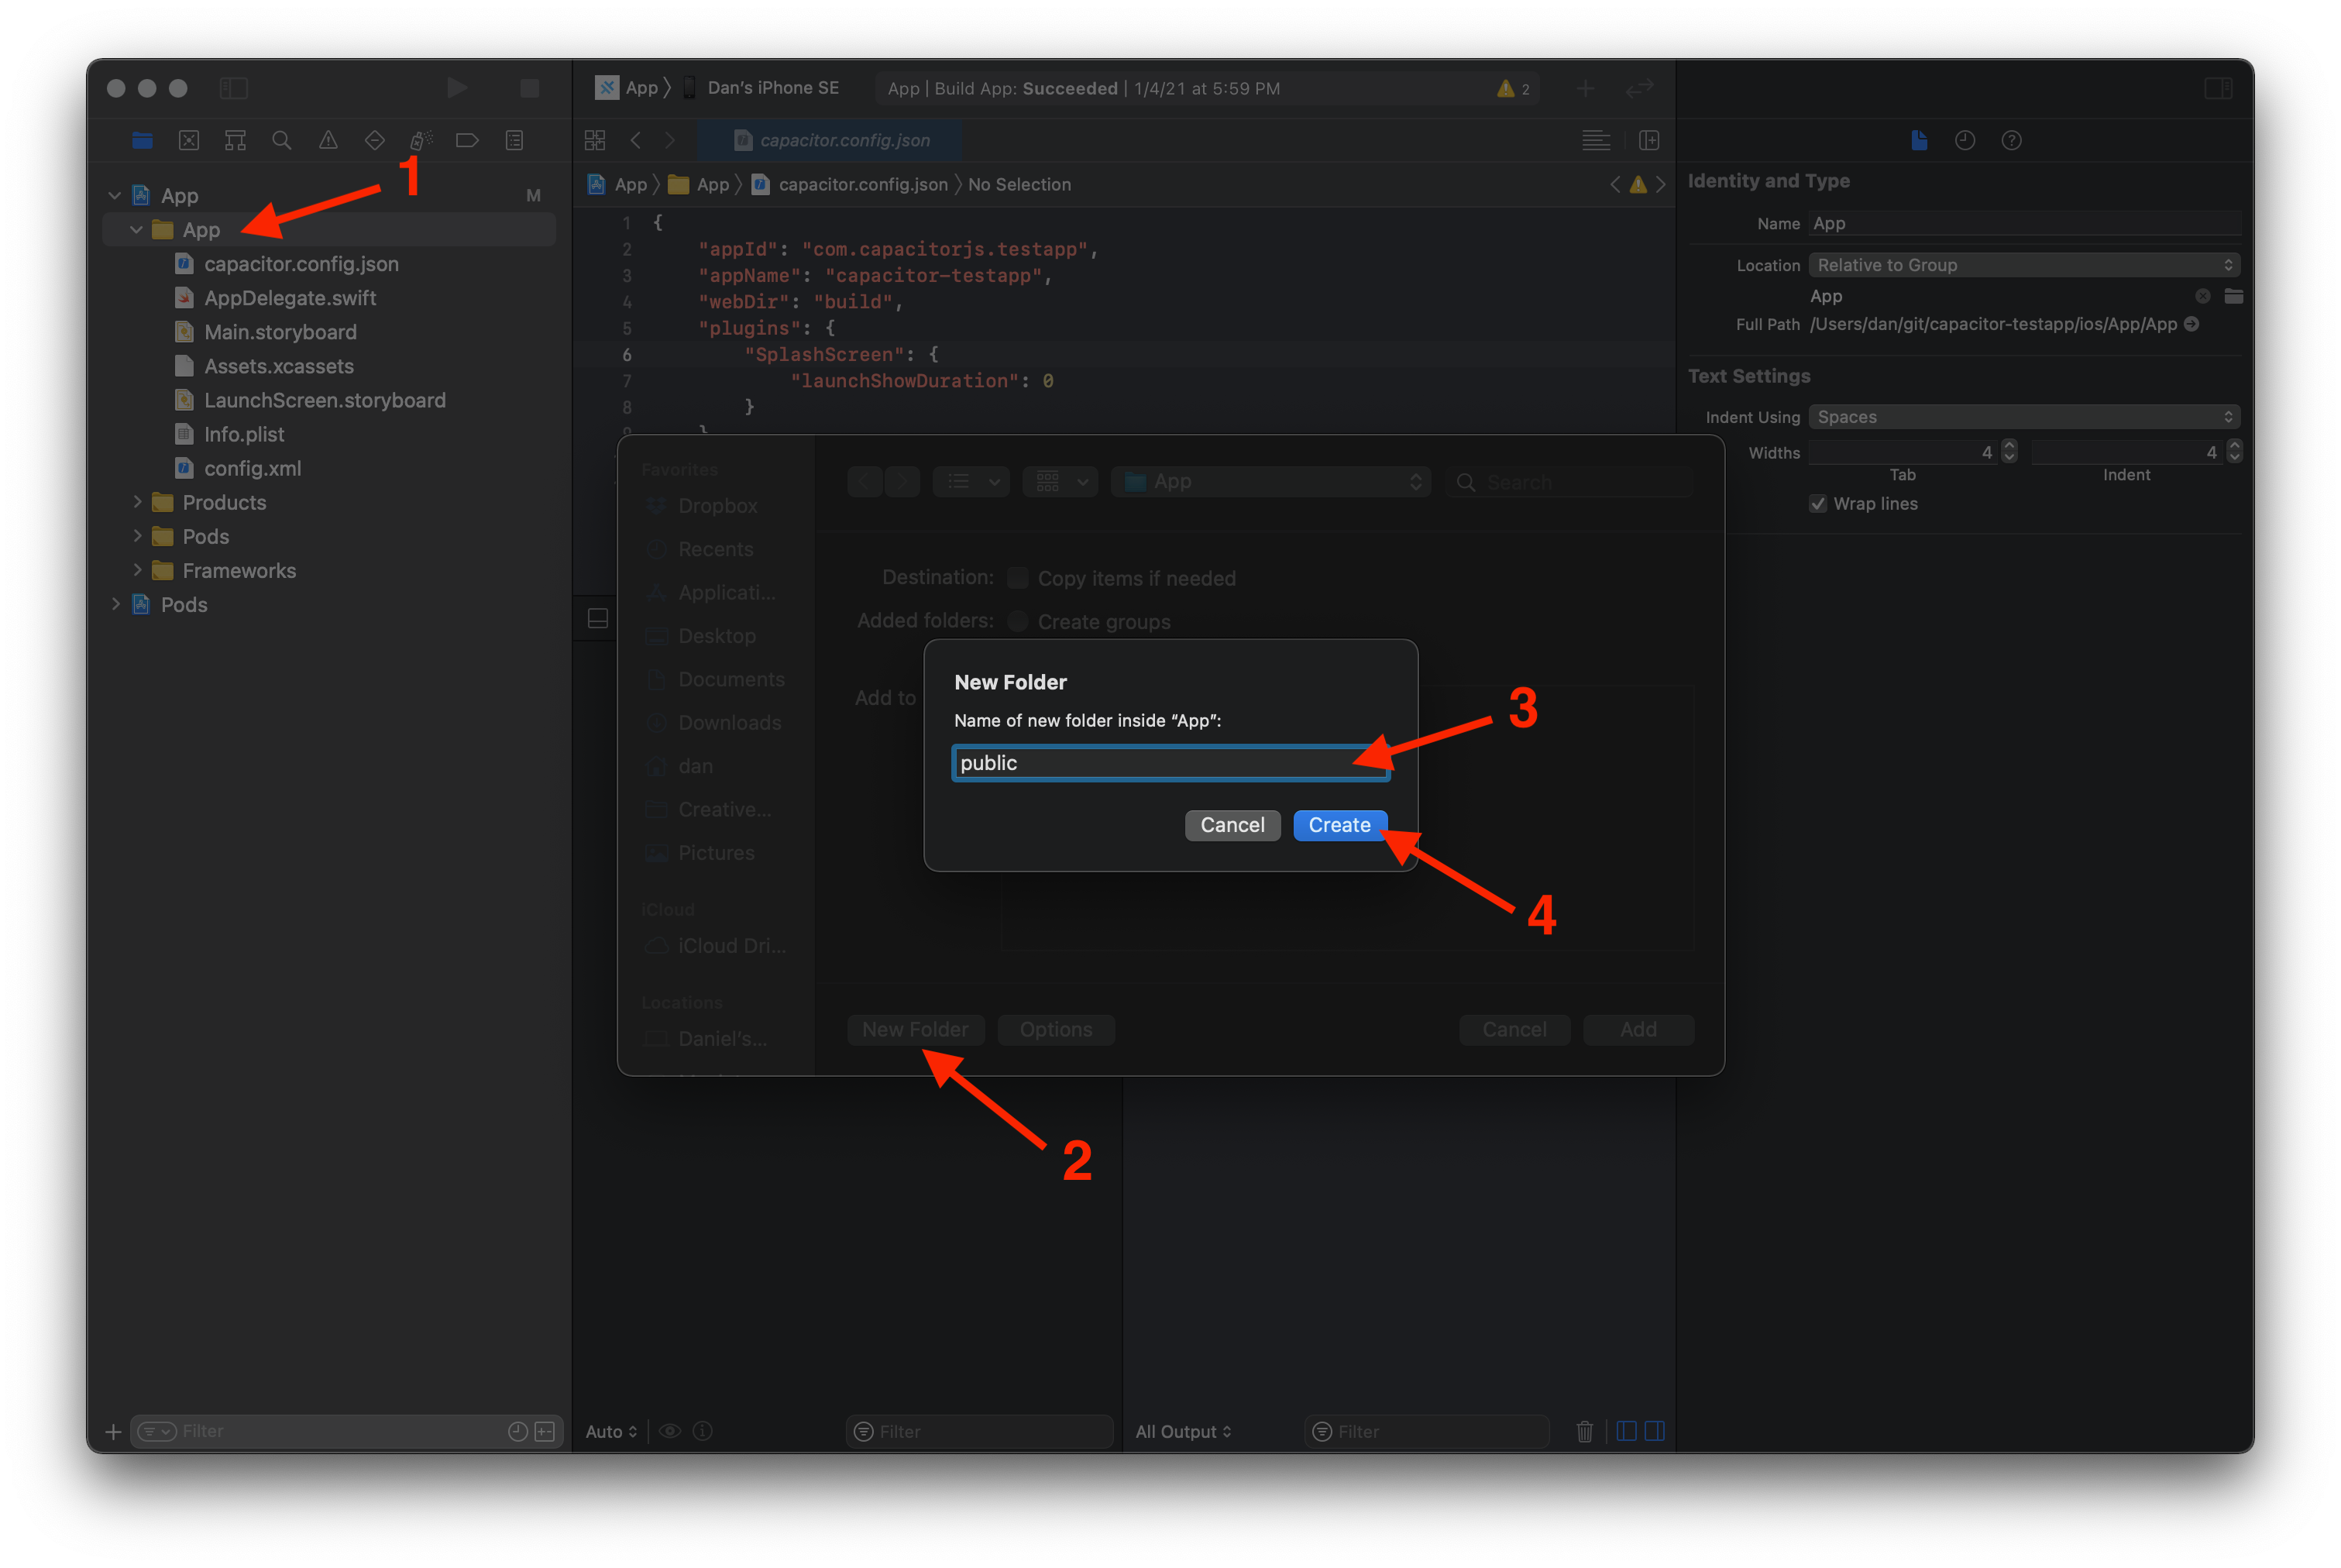 App
Dan's iPhone SE
App | Build App: Succeeded | 1/4/21 at 5:59 PM
2
1
App
M
App
capacitor.config.json
AppDelegate.swift
Main.storyboard
Assets.xcassets
LaunchScreen.storyboard
Info.plist
config.xml
Products
Pods
Frameworks
Pods
Filter
capacitor.config.json
App
App
capacitor.config.json
No Selection
1 {
2 "appId": "com.capacitorjs.testapp",
3 "appName": "capacitor-testapp",
4 "webDir": "build",
5 "plugins": {
6 "SplashScreen": {
7 "launchShowDuration": 0
8 }
9 }
Favorites
Dropbox
Recents
Applicati...
Desktop
Documents
Downloads
dan
Creative...
Pictures
iCloud
iCloud Dri...
Locations
Daniel's...
App
Search
Destination:
Copy items if needed
Added folders:
Create groups
Add to
New Folder
Name of new folder inside “App”:
public
3
Cancel
Create
4
New Folder
Options
Cancel
Add
2
Auto
Filter
All Output
Filter
Identity and Type
Name App
Location Relative to Group
App
Full Path /Users/dan/git/capacitor-testapp/ios/App/App
Text Settings
Indent Using Spaces
Widths 4 4
Tab Indent
Wrap lines